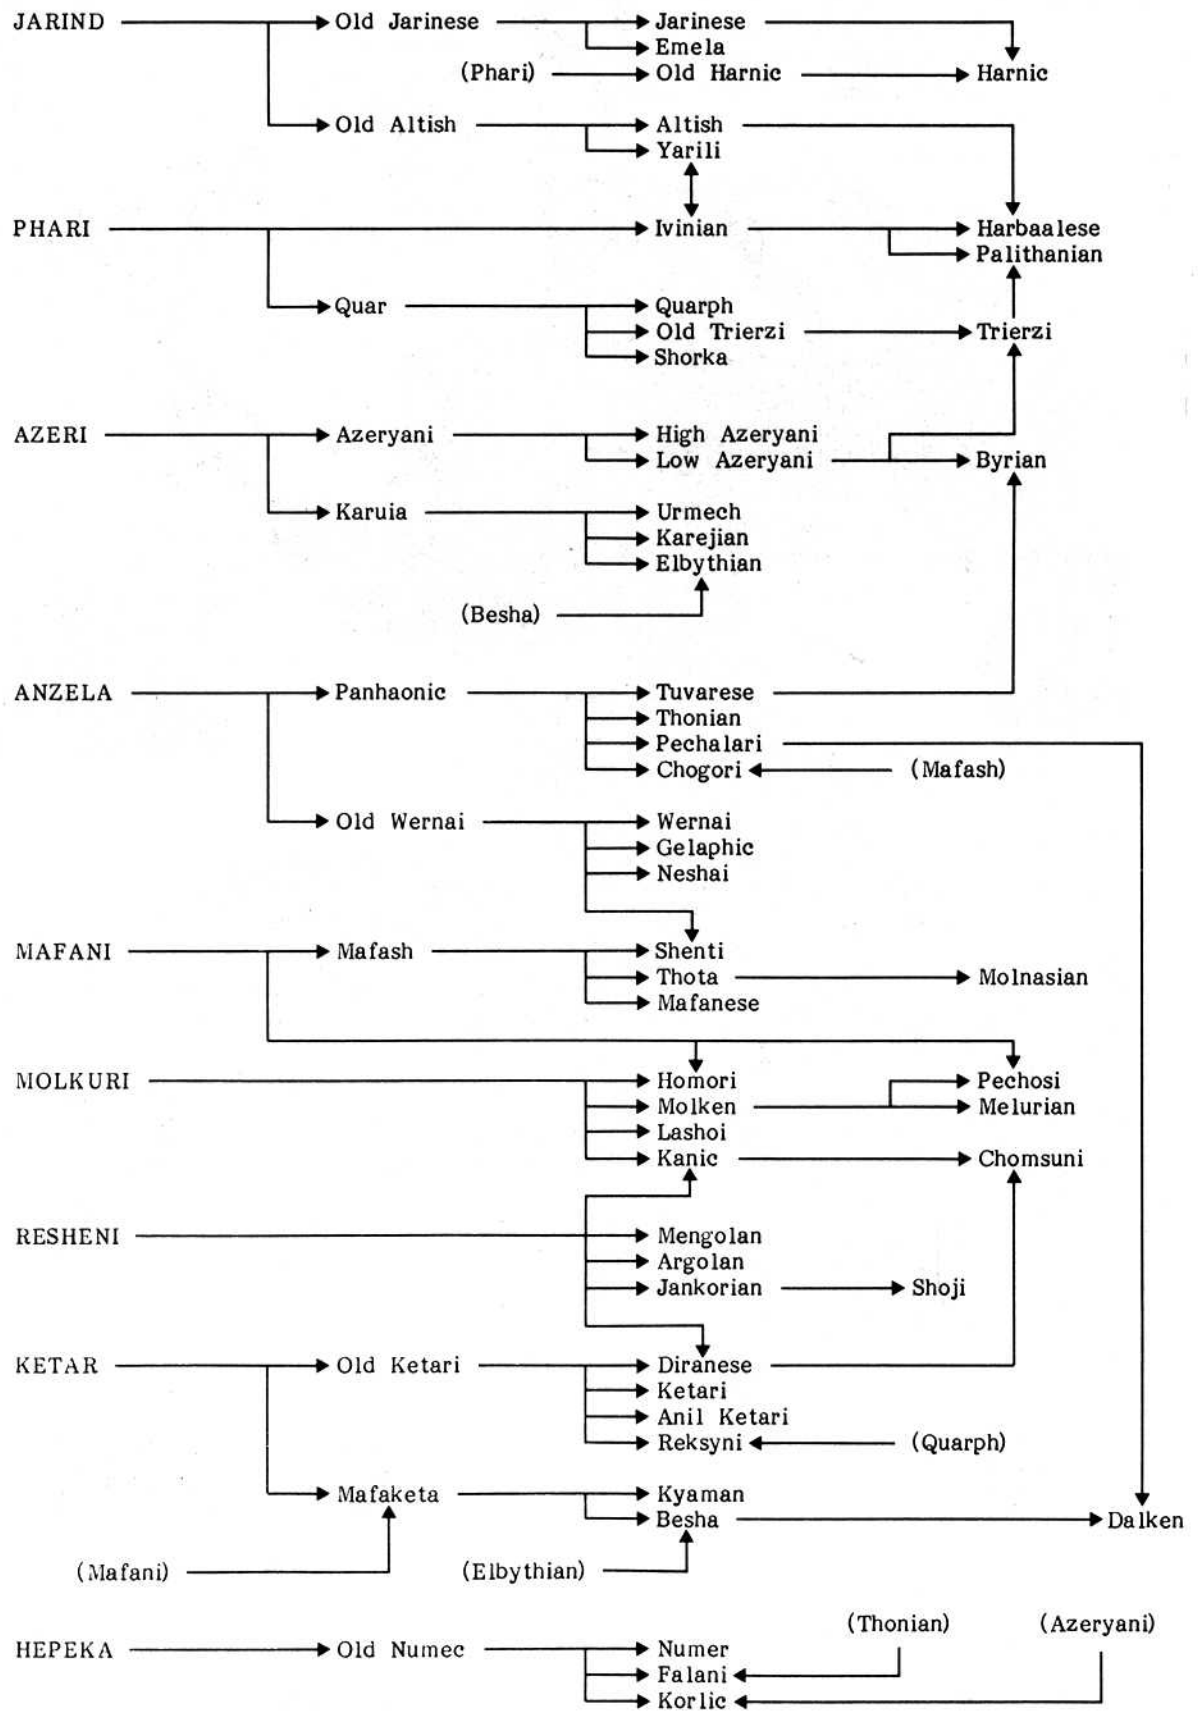 JARIND Old Jarinese Jarinese
Emela
(Phari) Old Harnic Harnic
Old Altish Altish
Yarili
PHARI Ivinian Harbaalese
Palithanian
Quar Quarph
Old Trierzi Trierzi
Shorka
AZERI Azeryani High Azeryani
Low Azeryani Byrian
Karuia Urmech
Karejian
Elbythian
(Besha)
ANZELA Panhaonic Tuvarese
Thonian
Pechalari
Chogori (Mafash)
Old Wernai Wernai
Gelaphic
Neshai
MAFANI Mafash Shenti
Thota Molnasian
Mafanese
MOLKURI Homori Pechosi
Molken Melurian
Lashoi
Kanic Chomsuni
RESHENI Mengolan
Argolan
Jankorian Shoji
KETAR Old Ketari Diranese
Ketari
Anil Ketari
Reksyni (Quarph)
Mafaketa Kyaman
Besha Dalken
(Mafani) (Elbythian)
(Thonian) (Azeryani)
HEPEKA Old Numec Numer
Falani
Korlic